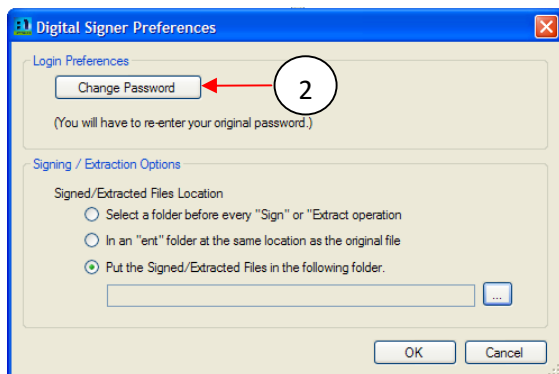 Digital Signer Preferences
Login Preferences
Change Password
2
(You will have to re-enter your original password.)
Signing / Extraction Options
Signed/Extracted Files Location
Select a folder before every "Sign" or "Extract operation
In an "ent" folder at the same location as the original file
Put the Signed/Extracted Files in the following folder.
...
OK Cancel